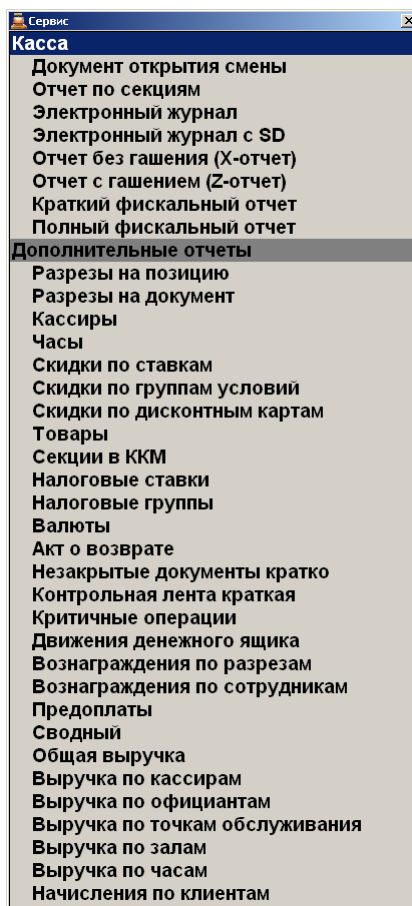 Сервис
Касса
Документ открытия смены
Отчет по секциям
Электронный журнал
Электронный журнал с SD
Отчет без гашения (X-отчет)
Отчет с гашением (Z-отчет)
Краткий фискальный отчет
Полный фискальный отчет
Дополнительные отчеты
Разрезы на позицию
Разрезы на документ
Кассиры
Часы
Скидки по ставкам
Скидки по группам условий
Скидки по дисконтным картам
Товары
Секции в ККМ
Налоговые ставки
Налоговые группы
Валюты
Акт о возврате
Незакрытые документы кратко
Контрольная лента краткая
Критичные операции
Движения денежного ящика
Вознаграждения по разрезам
Вознаграждения по сотрудникам
Предоплаты
Сводный
Общая выручка
Выручка по кассирам
Выручка по официантам
Выручка по точкам обслуживания
Выручка по залам
Выручка по часам
Начисления по клиентам